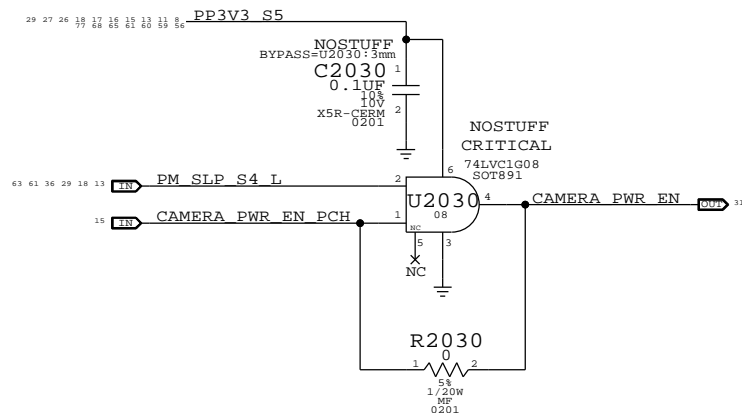 29 27 26 18 17 16 15 13 11 8
77 68 65 61 60 59 56
PP3V3_S5
NOSTUFF
BYPASS=U2030:3mm
C2030
1
0.1UF
10%
10V
2
X5R-CERM
0201
NOSTUFF
CRITICAL
74LVC1G08
SOT891
6
63 61 36 29 18 13
IN
PM_SLP_S4_L
2
U2030
08
4
CAMERA_PWR_EN
OUT
31
15
IN
CAMERA_PWR_EN_PCH
1
NC
5
3
NC
R2030
0
1
2
5%
1/20W
MF
0201